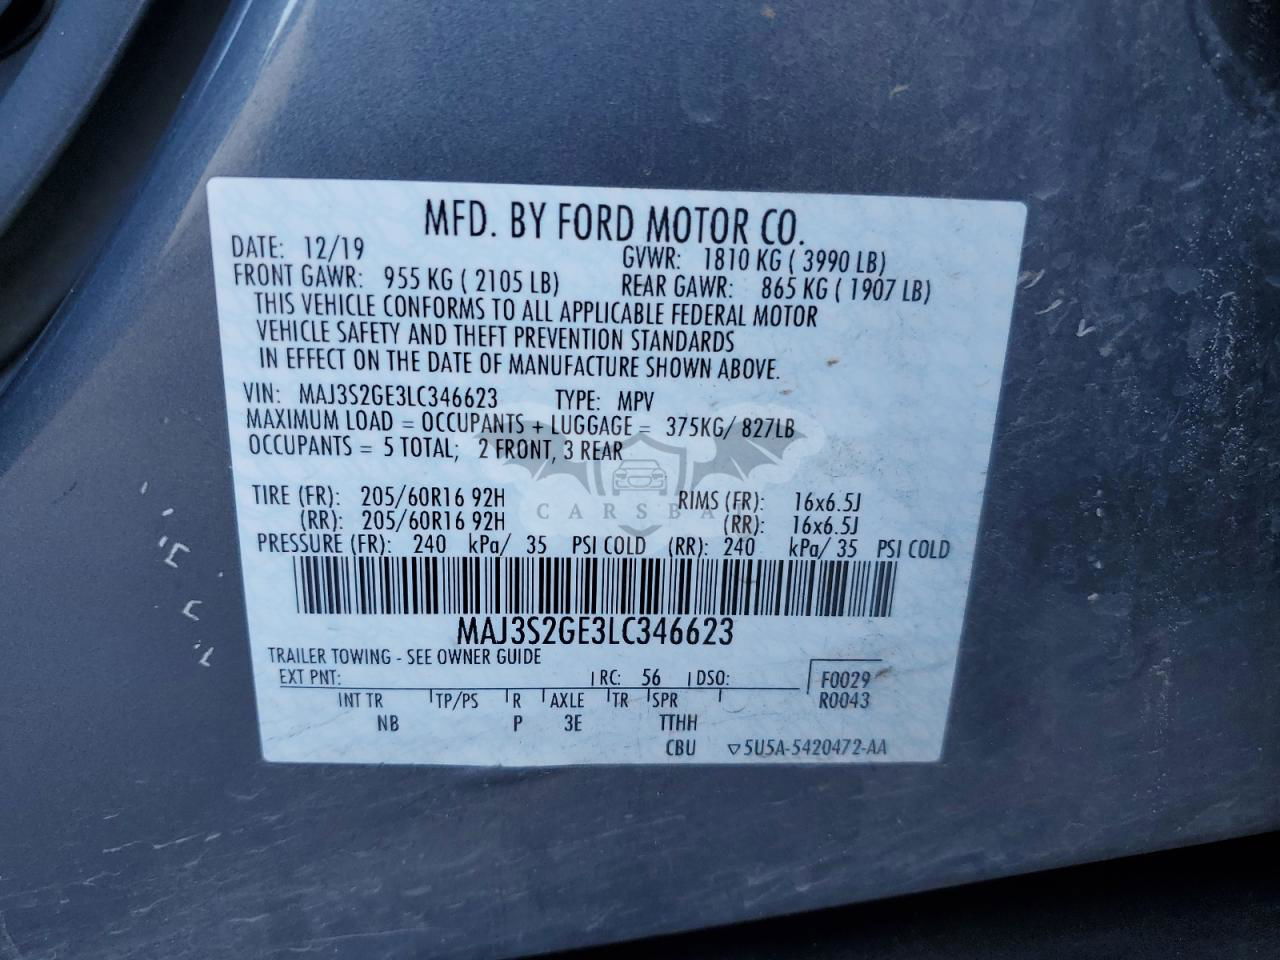 MFD. BY FORD MOTOR CO.
DATE: 12/19 GVWR: 1810 KG ( 3990 LB)
FRONT GAWR: 955 KG ( 2105 LB) REAR GAWR: 865 KG ( 1907 LB)
THIS VEHICLE CONFORMS TO ALL APPLICABLE FEDERAL MOTOR
VEHICLE SAFETY AND THEFT PREVENTION STANDARDS
IN EFFECT ON THE DATE OF MANUFACTURE SHOWN ABOVE.
VIN: MAJ3S2GE3LC346623 TYPE: MPV
MAXIMUM LOAD = OCCUPANTS + LUGGAGE = 375KG/ 827LB
OCCUPANTS = 5 TOTAL; 2 FRONT, 3 REAR
TIRE (FR): 205/60R16 92H RIMS (FR): 16x6.5J
(RR): 205/60R16 92H (RR): 16x6.5J
PRESSURE (FR): 240 kPa/ 35 PSI COLD (RR): 240 kPa/ 35 PSI COLD
MAJ3S2GE3LC346623
TRAILER TOWING - SEE OWNER GUIDE
EXT PNT: RC: 56 DSO: F0029
INT TR TP/PS R AXLE TR SPR R0043
NB P 3E TTHH
CBU ▽5U5A-5420472-AA